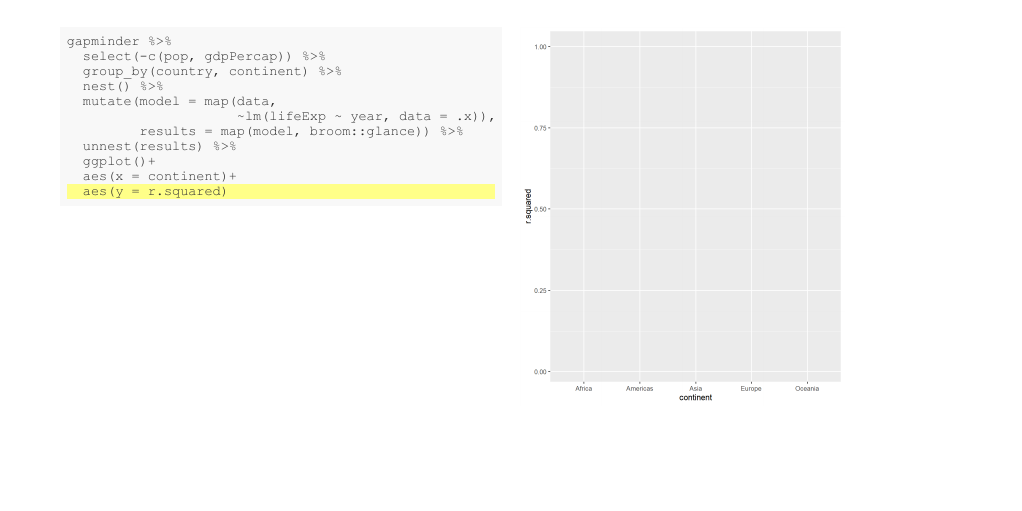 gapminder %>%
  select(-c(pop, gdpPercap)) %>%
  group_by(country, continent) %>%
  nest() %>%
  mutate(model = map(data,
                     ~lm(lifeExp ~ year, data = .x)),
         results = map(model, broom::glance)) %>%
  unnest(results) %>%
  ggplot()+
  aes(x = continent)+
  aes(y = r.squared)
1.00
0.75
0.50
0.25
0.00
r.squared
Africa Americas Asia Europe Oceania
continent